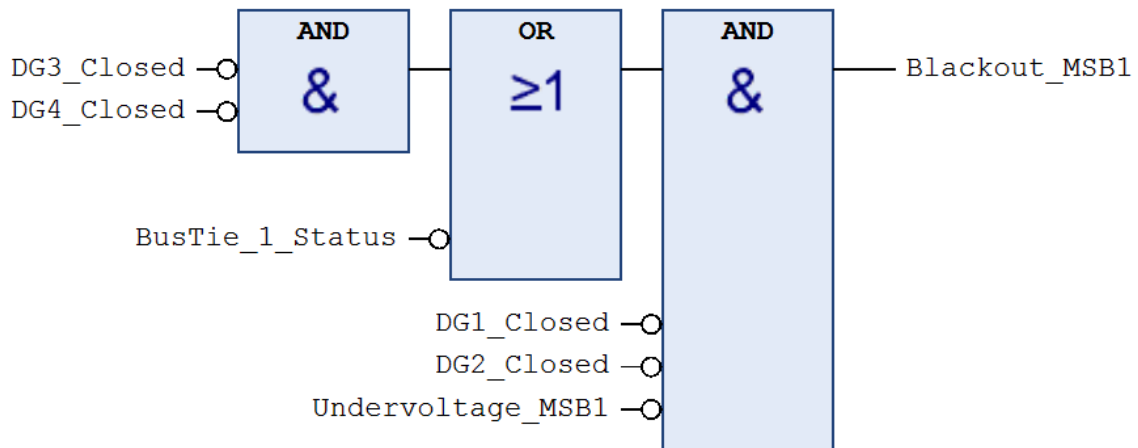 AND
OR
AND
DG3_Closed
&
≥1
&
Blackout_MSB1
DG4_Closed
BusTie_1_Status
DG1_Closed
DG2_Closed
Undervoltage_MSB1